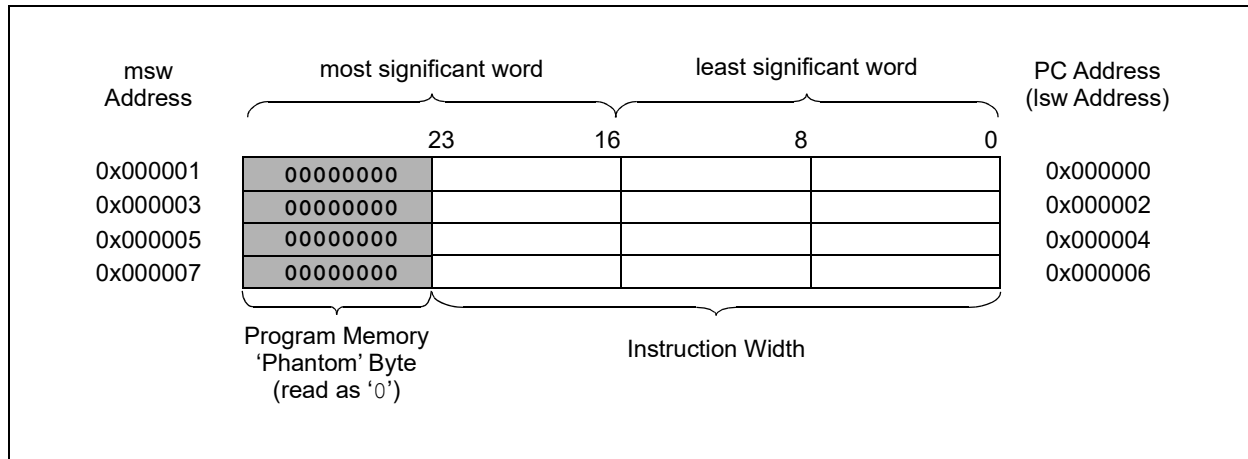 msw
Address
most significant word
least significant word
PC Address
(lsw Address)
23 16 8 0
0x000001 00000000 0x000000
0x000003 00000000 0x000002
0x000005 00000000 0x000004
0x000007 00000000 0x000006
Program Memory
‘Phantom’ Byte
(read as ‘0’)
Instruction Width